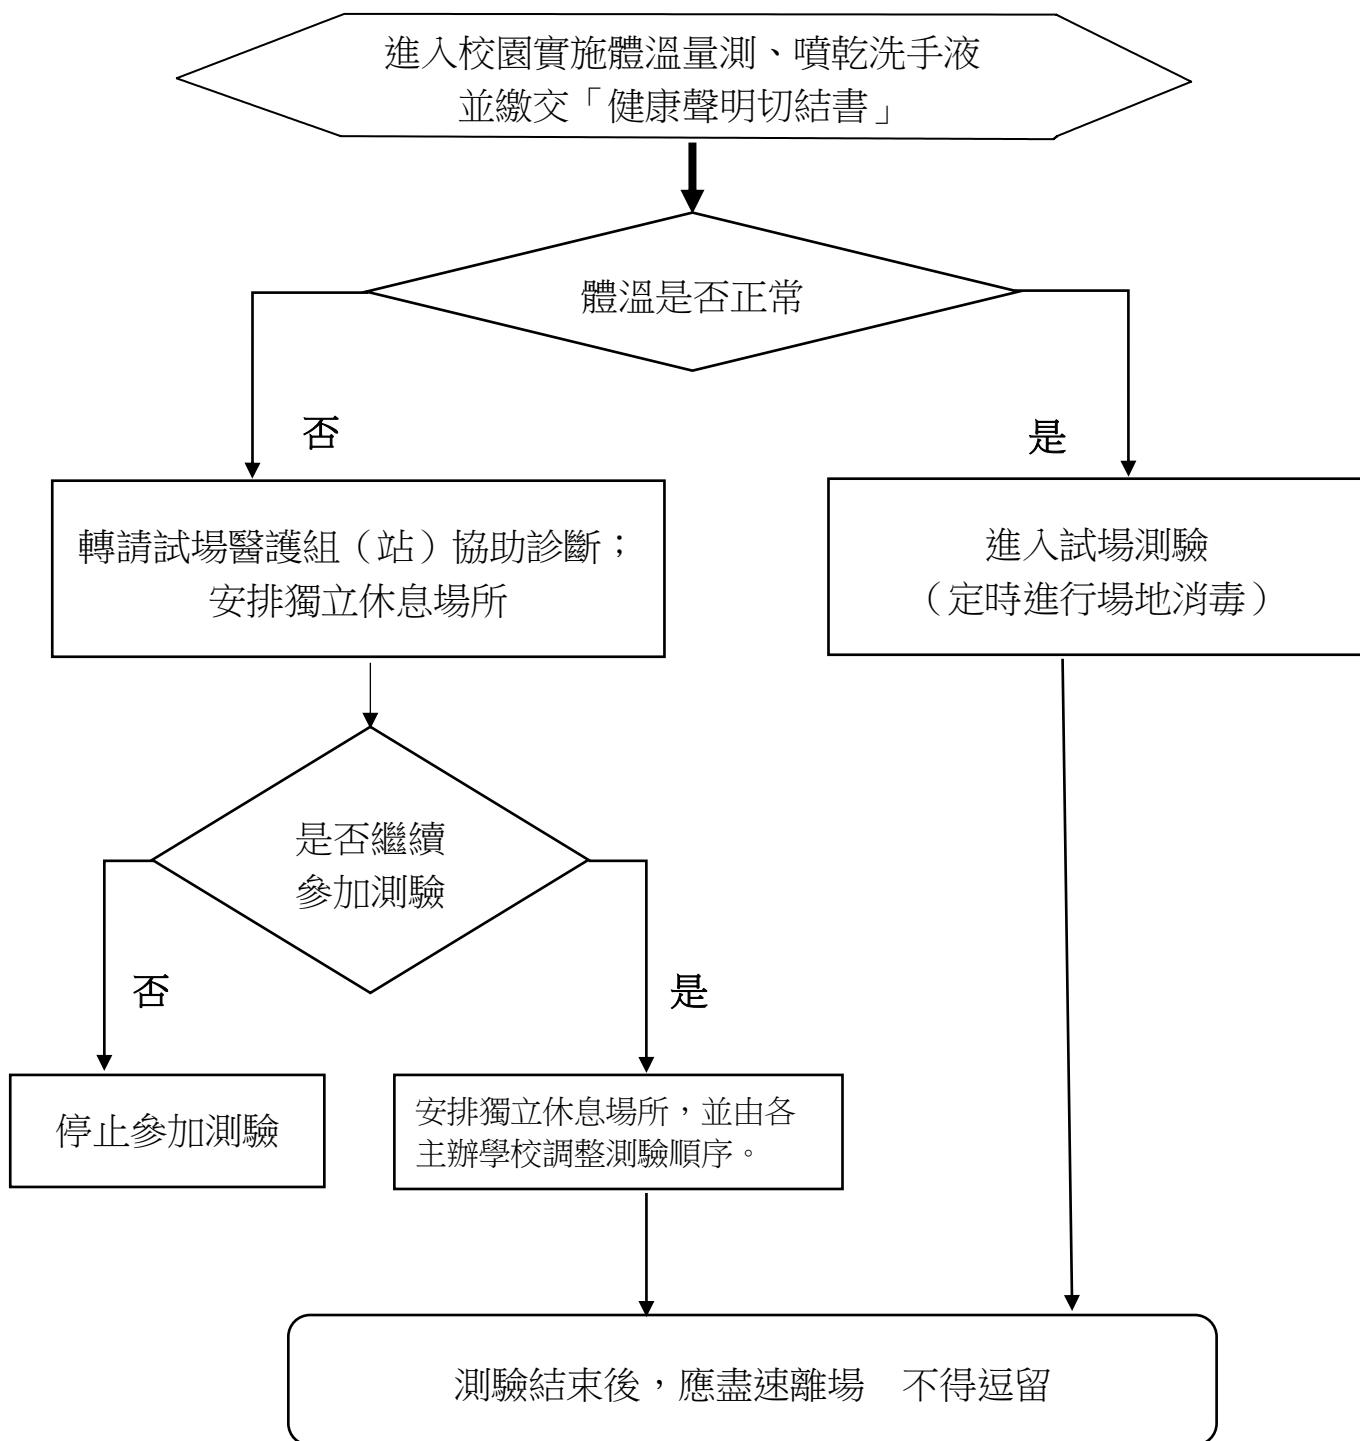 進入校園實施體溫量測、噴乾洗手液
並繳交「健康聲明切結書」
體溫是否正常
否
是
轉請試場醫護組（站）協助診斷；
安排獨立休息場所
進入試場測驗
（定時進行場地消毒）
是否繼續
參加測驗
否
是
停止參加測驗
安排獨立休息場所，並由各
主辦學校調整測驗順序。
測驗結束後，應盡速離場　不得逗留